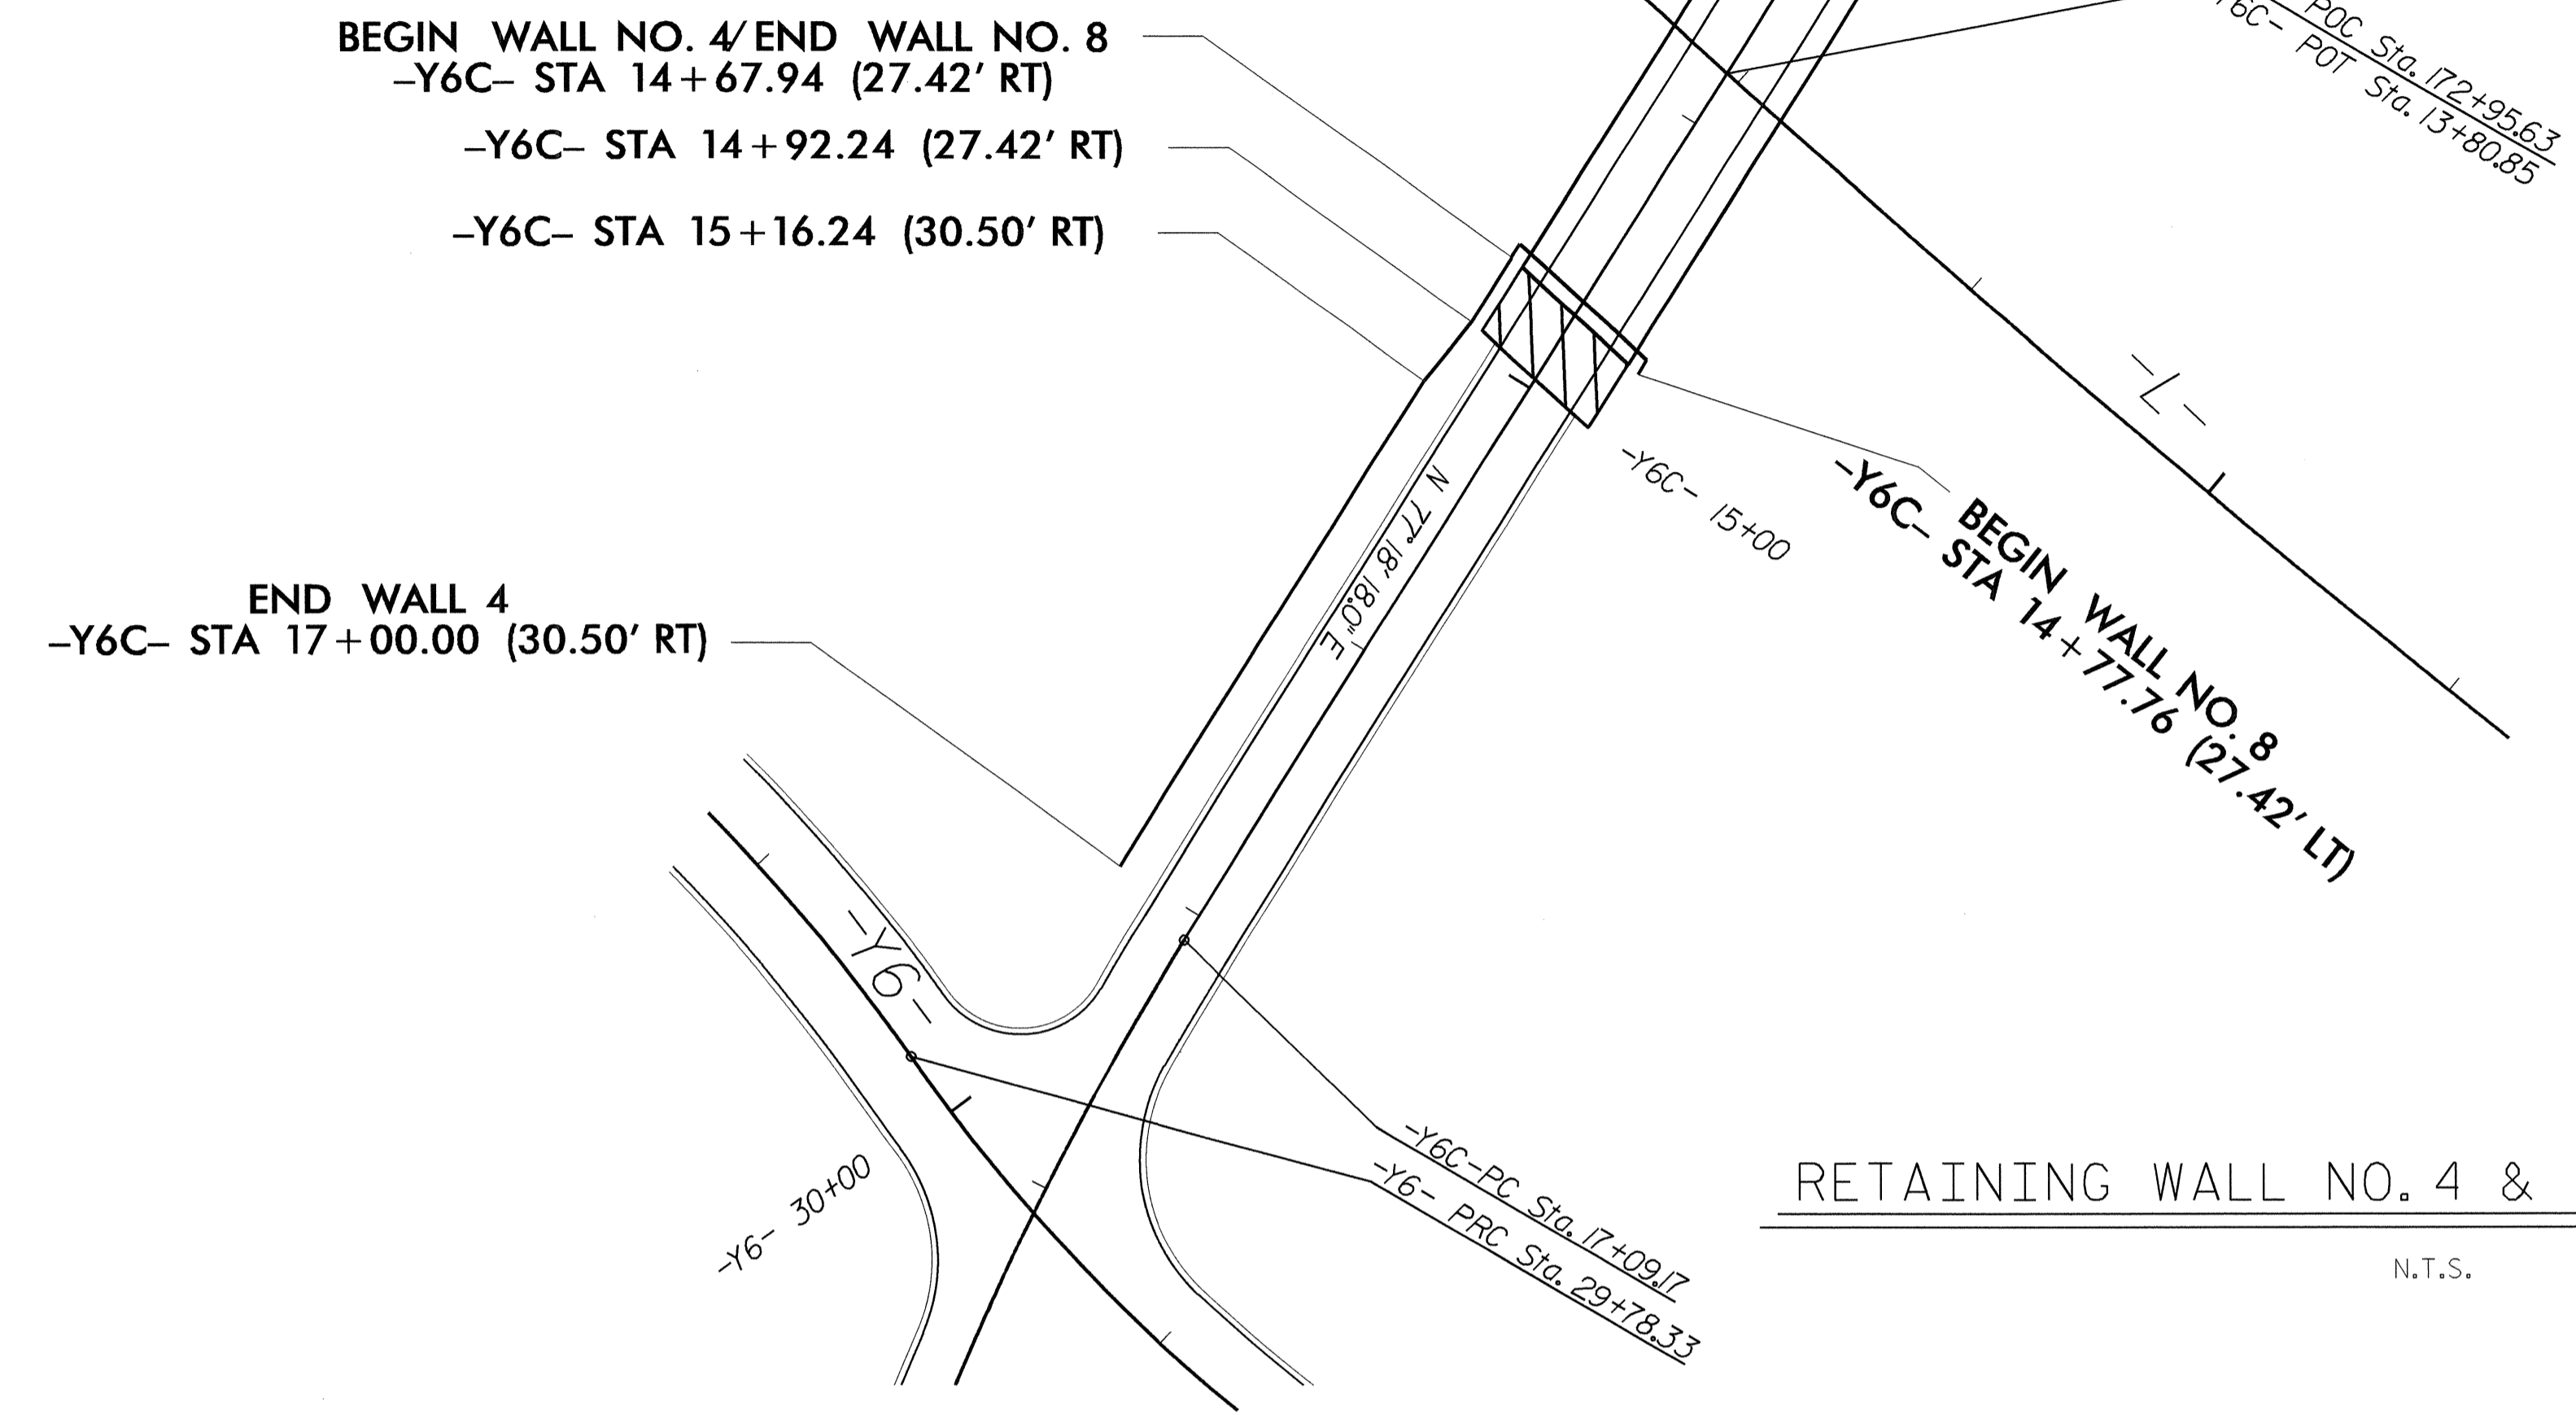 BEGIN WALL NO. 4/END WALL NO. 8
-Y6C- STA 14+67.94 (27.42' RT)
-Y6C- STA 14+92.24 (27.42' RT)
-Y6C- STA 15+16.24 (30.50' RT)
POC Sta. 172+95.63
Y6C- POT Sta. 13+80.85
-L-
N 77° 18' 18.0" E
-Y6C- 15+00
BEGIN WALL NO. 8
-Y6C- STA 14+77.76 (27.42' LT)
END WALL 4
-Y6C- STA 17+00.00 (30.50' RT)
-Y6-
-Y6- 30+00
-Y6C-PC Sta. 17+09.17
-Y6- PRC Sta. 29+78.33
RETAINING WALL NO. 4 &
N.T.S.